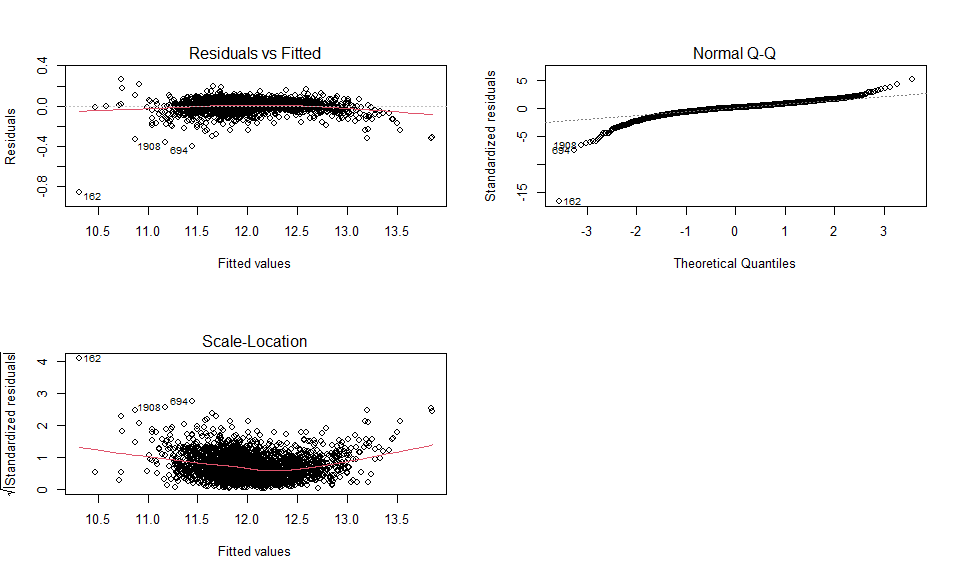 Residuals vs Fitted
Residuals
0.4
0.0
-0.4
-0.8
1908
694
162
10.5 11.0 11.5 12.0 12.5 13.0 13.5
Fitted values
Normal Q-Q
Standardized residuals
5
0
-5
-15
1908
694
162
-3 -2 -1 0 1 2 3
Theoretical Quantiles
Scale-Location
√|Standardized residuals|
4
3
2
1
0
162
1908
694
10.5 11.0 11.5 12.0 12.5 13.0 13.5
Fitted values